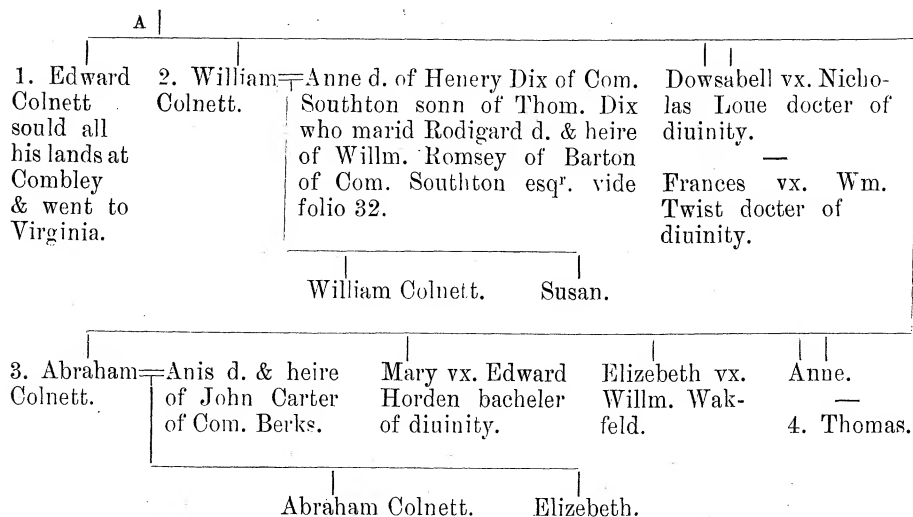 A
1. Edward
Colnett
sould all
his lands at
Combley
& went to
Virginia.
2. William
Colnett.
Anne d. of Henery Dix of Com.
Southton sonn of Thom. Dix
who marid Rodigard d. & heire
of Willm. Romsey of Barton
of Com. Southton esqr. vide
folio 32.
Dowsabell vx. Nicho-
las Loue docter of
diuinity.
—
Frances vx. Wm.
Twist docter of
diuinity.
William Colnett.
Susan.
3. Abraham
Colnett.
Anis d. & heire
of John Carter
of Com. Berks.
Mary vx. Edward
Horden bacheler
of diuinity.
Elizebeth vx.
Willm. Wak-
feld.
Anne.
—
4. Thomas.
Abraham Colnett.
Elizebeth.